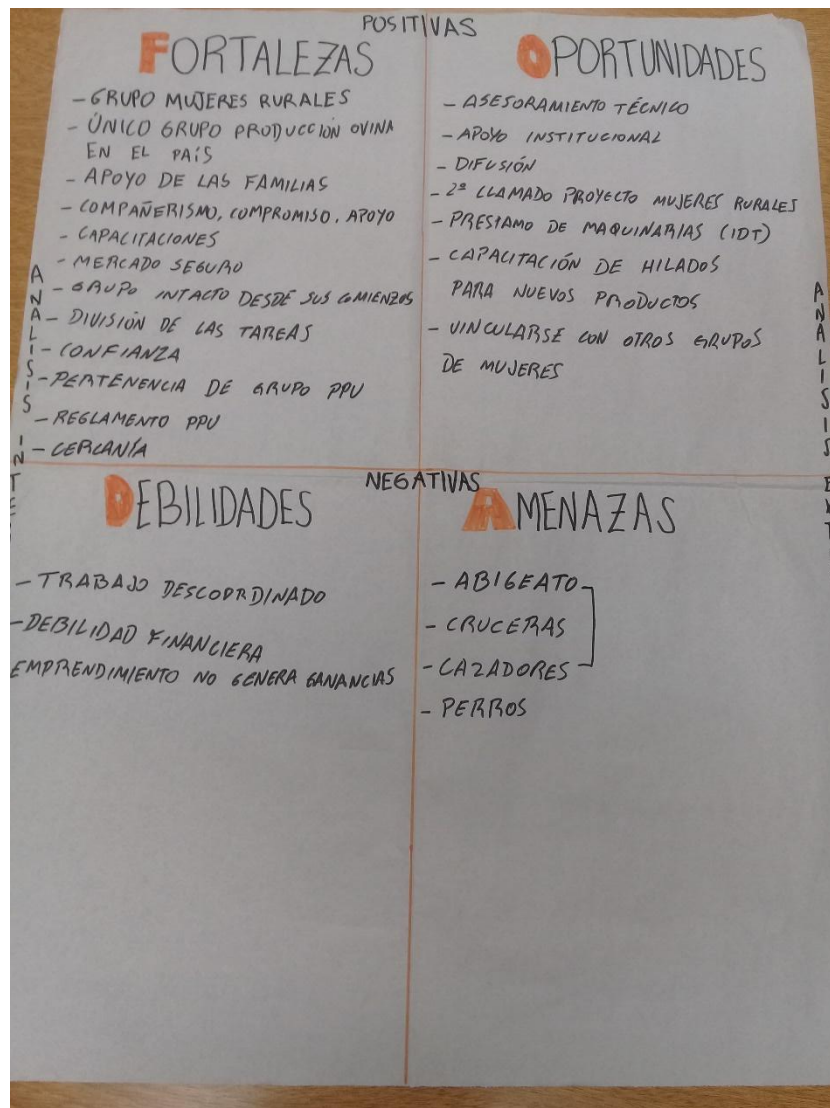 POSITIVAS
FORTALEZAS
- GRUPO MUJERES RURALES
- ÚNICO GRUPO PRODUCCIÓN OVINA
EN EL PAÍS
- APOYO DE LAS FAMILIAS
- COMPAÑERISMO, COMPROMISO, APOYO
- CAPACITACIONES
- MERCADO SEGURO
- GRUPO INTACTO DESDE SUS COMIENZOS
- DIVISIÓN DE LAS TAREAS
- CONFIANZA
- PERTENENCIA DE GRUPO PPU
- REGLAMENTO PPU
- CERCANÍA
OPORTUNIDADES
- ASESORAMIENTO TÉCNICO
- APOYO INSTITUCIONAL
- DIFUSIÓN
- 2º LLAMADO PROYECTO MUJERES RURALES
- PRESTAMO DE MAQUINARIAS (IDT)
- CAPACITACIÓN DE HILADOS
PARA NUEVOS PRODUCTOS
- VINCULARSE CON OTROS GRUPOS
DE MUJERES
ANALISIS
ANALISIS
NEGATIVAS
DEBILIDADES
- TRABAJO DESCOORDINADO
- DEBILIDAD FINANCIERA
EMPRENDIMIENTO NO GENERA GANANCIAS
AMENAZAS
- ABIGEATO
- CRUCERAS
- CAZADORES
- PERROS